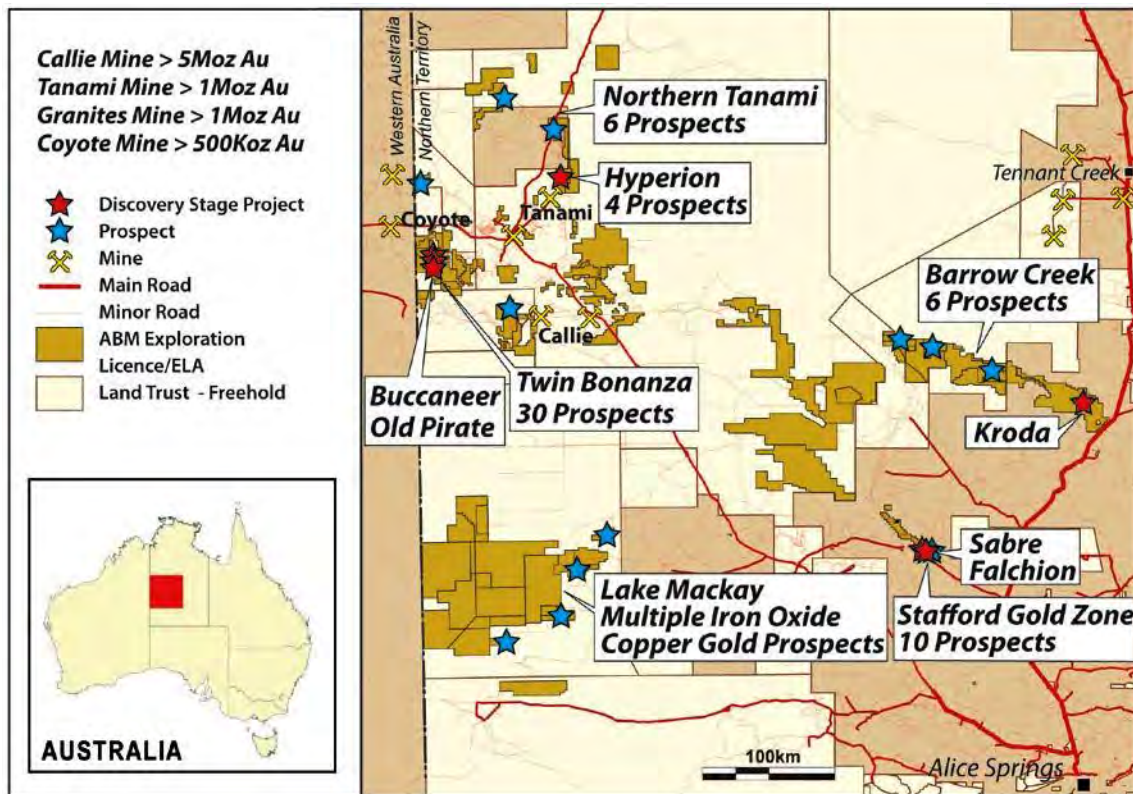 Callie Mine > 5Moz Au
Tanami Mine > 1Moz Au
Granites Mine > 1Moz Au
Coyote Mine > 500Koz Au
Discovery Stage Project
Prospect
Mine
Main Road
Minor Road
ABM Exploration
Licence/ELA
Land Trust - Freehold
AUSTRALIA
Western Australia
Northern Territory
Northern Tanami
6 Prospects
Hyperion
4 Prospects
Tennant Creek
Coyote
Tanami
Barrow Creek
6 Prospects
Callie
Buccaneer
Old Pirate
Twin Bonanza
30 Prospects
Kroda
Sabre
Falchion
Lake Mackay
Multiple Iron Oxide
Copper Gold Prospects
Stafford Gold Zone
10 Prospects
100km
Alice Springs